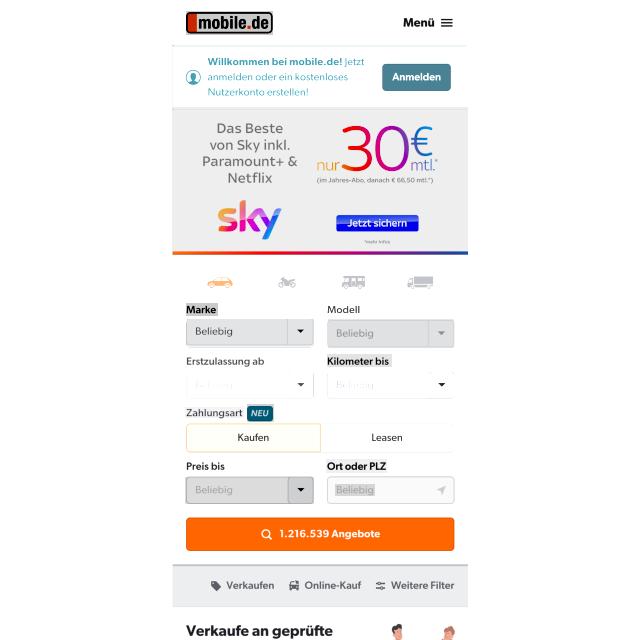 mobile.de
Menü
Willkommen bei mobile.de! Jetzt
anmelden oder ein kostenloses
Nutzerkonto erstellen!
Anmelden
Das Beste
von Sky inkl.
Paramount+ &
Netflix
nur 30€ mtl.*
(im Jahres-Abo, danach € 66,50 mtl.*)
sky
Jetzt sichern
*mehr Infos
Marke
Modell
Beliebig
Beliebig
Erstzulassung ab
Kilometer bis
Beliebig
Beliebig
Zahlungsart NEU
Kaufen
Leasen
Preis bis
Ort oder PLZ
Beliebig
Beliebig
1.216.539 Angebote
Verkaufen
Online-Kauf
Weitere Filter
Verkaufe an geprüfte